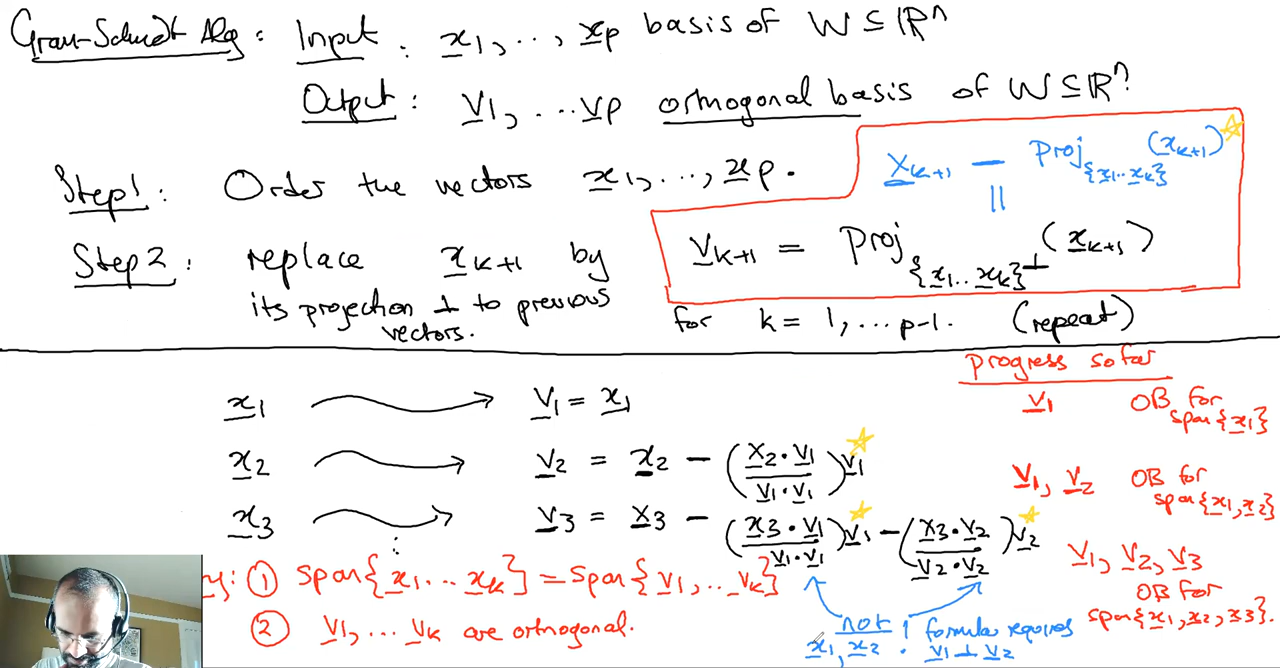 Gram-Schmidt Alg: Input: x1, .., xp basis of W ⊆ ℝⁿ
Output: v1, ... vp orthogonal basis of W ⊆ ℝⁿ
Step 1: Order the vectors x1, ..., xp.
xk+1 − Proj{x1...xk}(xk+1)
=
Step 2: replace xk+1 by its projection ⊥ to previous vectors.
vk+1 = Proj{x1...xk}⊥(xk+1)
for k = 1, ... p-1. (repeat)
progress so far
x1 → v1 = x1
v1 OB for span{x1}
x2 → v2 = x2 − (x2 · v1 / v1 · v1) v1
v1, v2 OB for span{x1, x2}
x3 → v3 = x3 − (x3 · v1 / v1 · v1) v1 − (x3 · v2 / v2 · v2) v2
v1, v2, v3 OB for span{x1, x2, x3}.
⋮
① span{x1 ... xk} = span{v1, .. vk}
② v1, ... vk are orthogonal.
not x1, x2 ! formula requires v1 ⊥ v2